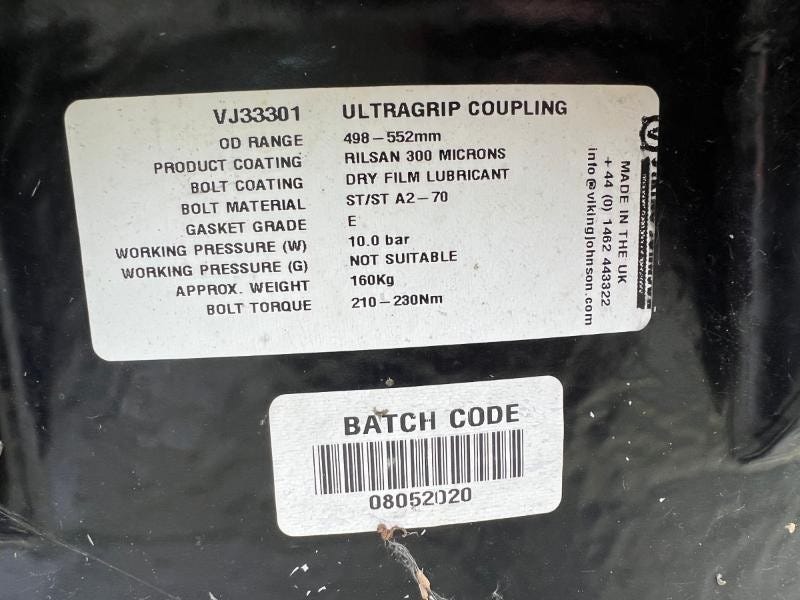 VJ33301 ULTRAGRIP COUPLING
OD RANGE 498-552mm
PRODUCT COATING RILSAN 300 MICRONS
BOLT COATING DRY FILM LUBRICANT
BOLT MATERIAL ST/ST A2-70
GASKET GRADE E
WORKING PRESSURE (W) 10.0 bar
WORKING PRESSURE (G) NOT SUITABLE
APPROX. WEIGHT 160Kg
BOLT TORQUE 210-230Nm
MADE IN THE UK
+ 44 (0) 1462 443322
info@vikingjohnson.com
BATCH CODE
08052020